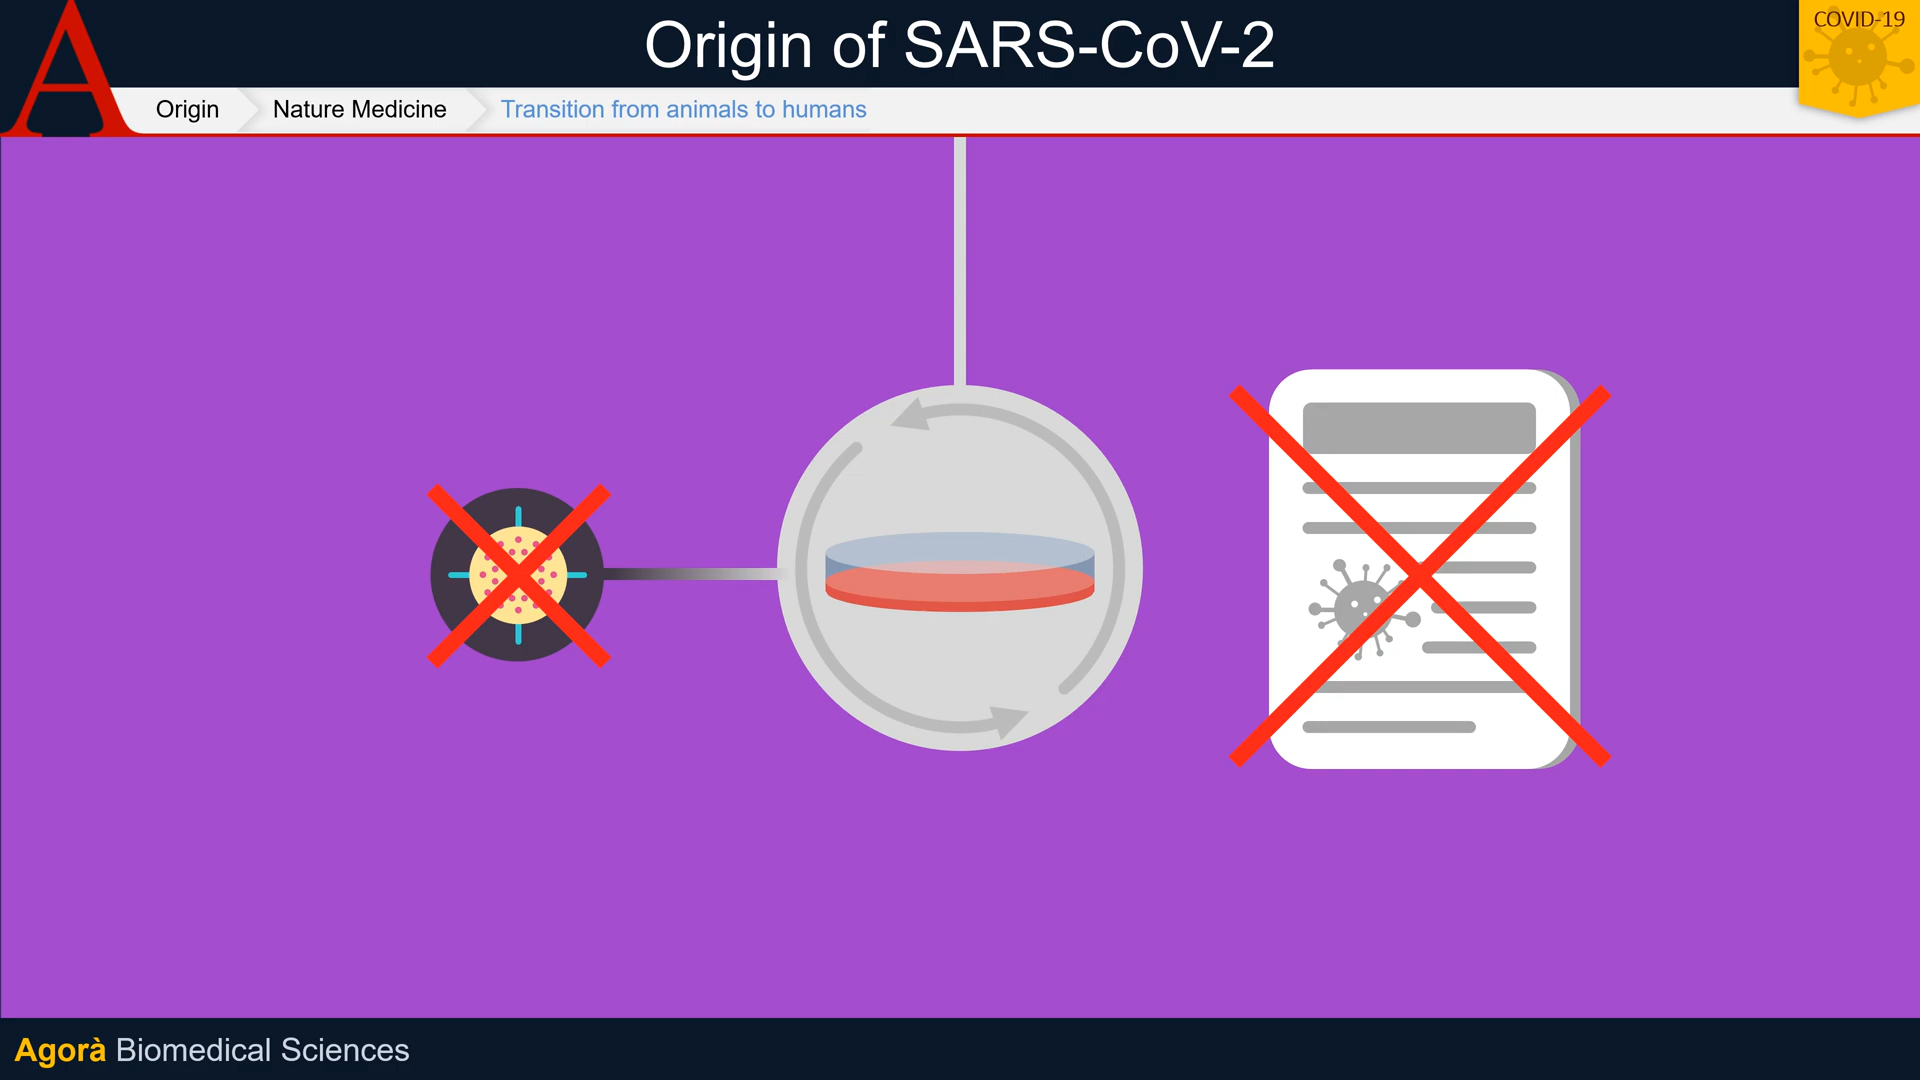 Origin of SARS-CoV-2
COVID-19
A
Origin
Nature Medicine
Transition from animals to humans
Agorà Biomedical Sciences